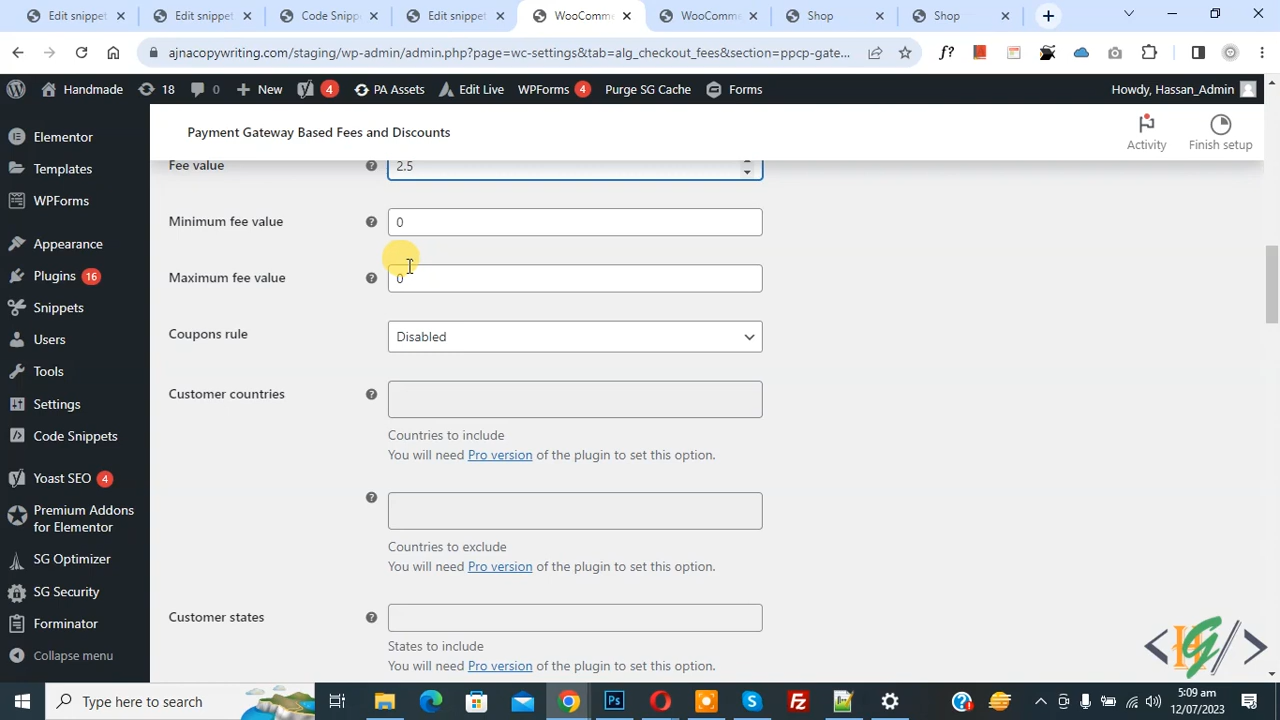 Edit snippet
Edit snippet
Code Snipp
Edit snippet
WooComm
WooComm
Shop
Shop
ajnacopywriting.com/staging/wp-admin/admin.php?page=wc-settings&tab=alg_checkout_fees&section=ppcp-gate...
f?
Handmade
18
0
New
4
PA Assets
Edit Live
WPForms 4
Purge SG Cache
Forms
Howdy, Hassan_Admin
Elementor
Templates
WPForms
Appearance
Plugins 16
Snippets
Users
Tools
Settings
Code Snippets
Yoast SEO 4
Premium Addons
for Elementor
SG Optimizer
SG Security
Forminator
Collapse menu
Payment Gateway Based Fees and Discounts
Activity
Finish setup
Fee value
2.5
Minimum fee value
0
Maximum fee value
0
Coupons rule
Disabled
Customer countries
Countries to include
You will need Pro version of the plugin to set this option.
Countries to exclude
You will need Pro version of the plugin to set this option.
Customer states
States to include
You will need Pro version of the plugin to set this option.
Type here to search
5:09 am
12/07/2023